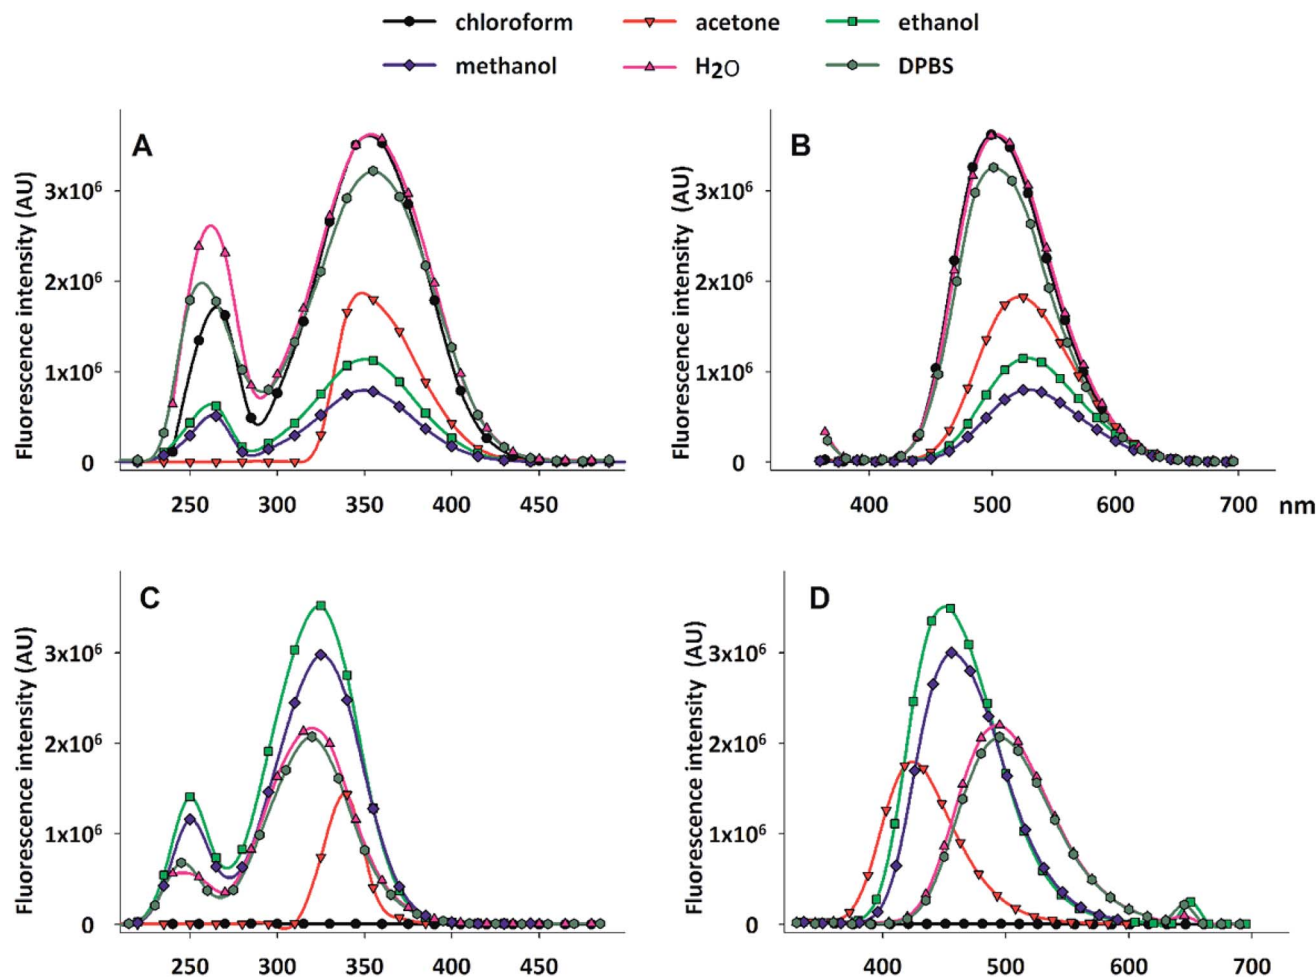 chloroform acetone ethanol
methanol H2O DPBS
A B
Fluorescence intensity (AU)
3x10⁶
2x10⁶
1x10⁶
0
250 300 350 400 450
Fluorescence intensity (AU)
3x10⁶
2x10⁶
1x10⁶
0
400 500 600 700 nm
C D
Fluorescence intensity (AU)
3x10⁶
2x10⁶
1x10⁶
0
250 300 350 400 450
Fluorescence intensity (AU)
3x10⁶
2x10⁶
1x10⁶
0
400 500 600 700